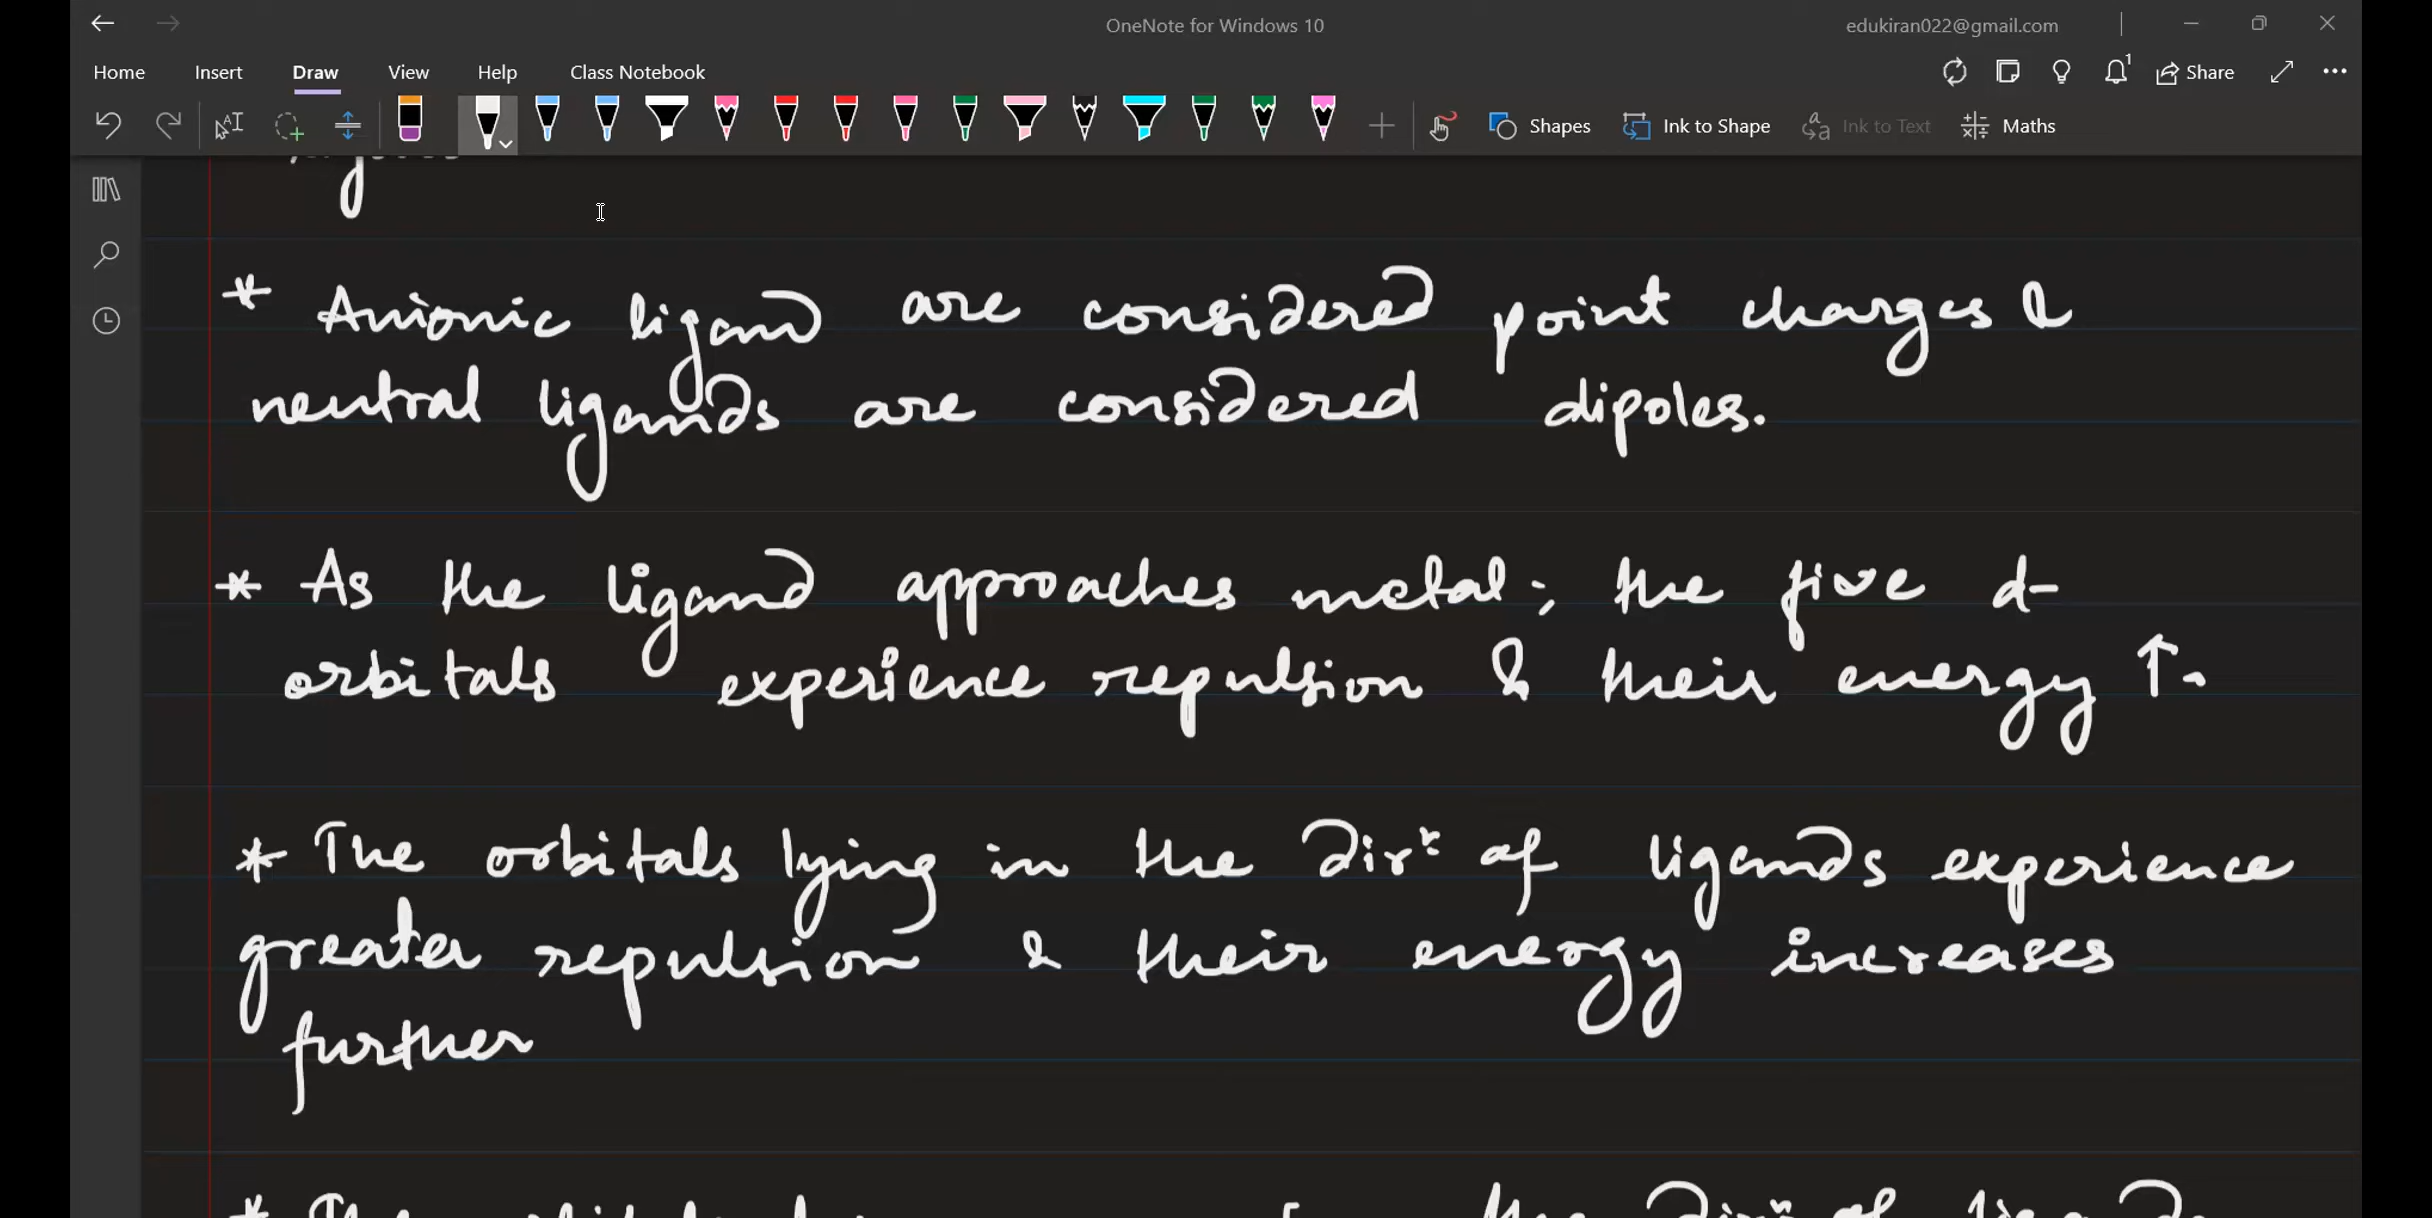 OneNote for Windows 10
edukiran022@gmail.com
Home Insert Draw View Help Class Notebook
1
Share
Shapes Ink to Shape Ink to Text Maths
* Anionic ligand are considered point charges &
neutral ligands are considered dipoles.
* As the ligand approaches metal; the five d-
orbitals experience repulsion & their energy ↑.
* The orbitals lying in the dirⁿ of ligands experience
greater repulsion & their energy increases
further